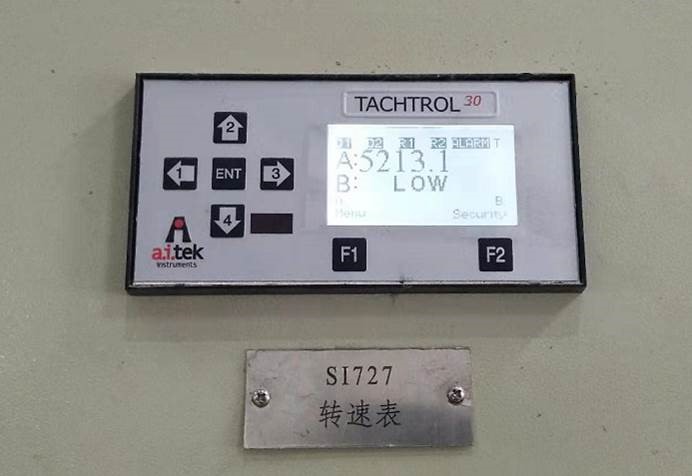 TACHTROL 30
2
1 ENT 3
4
a.i.tek
instruments
O1 O2 R1 R2 ALARM T
A:5213.1
B: LOW
A B
Menu Security
F1 F2
SI727
转速表